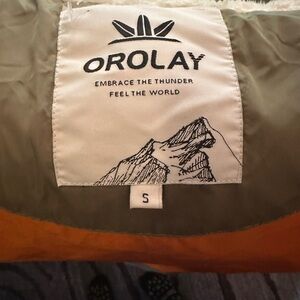 OROLAY
EMBRACE THE THUNDER
FEEL THE WORLD
S